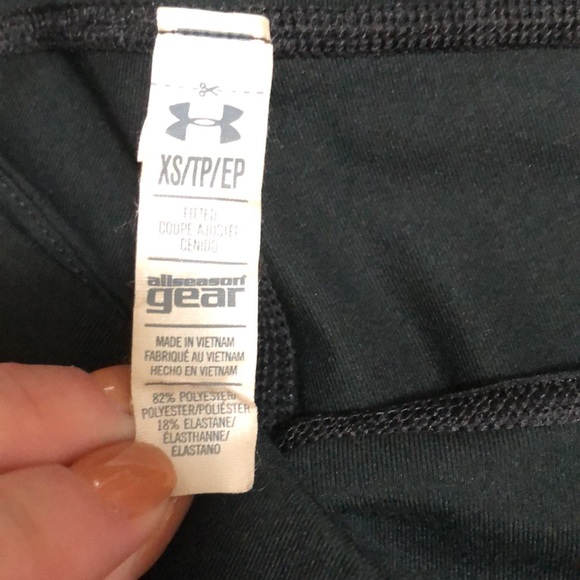 XS/TP/EP
FITTED
COUPE AJUSTÉE
CEÑIDO
allseason
gear
MADE IN VIETNAM
FABRIQUÉ AU VIETNAM
HECHO EN VIETNAM
82% POLYESTER/
POLYESTER/POLIÉSTER
18% ELASTANE/
ÉLASTHANNE/
ELASTANO